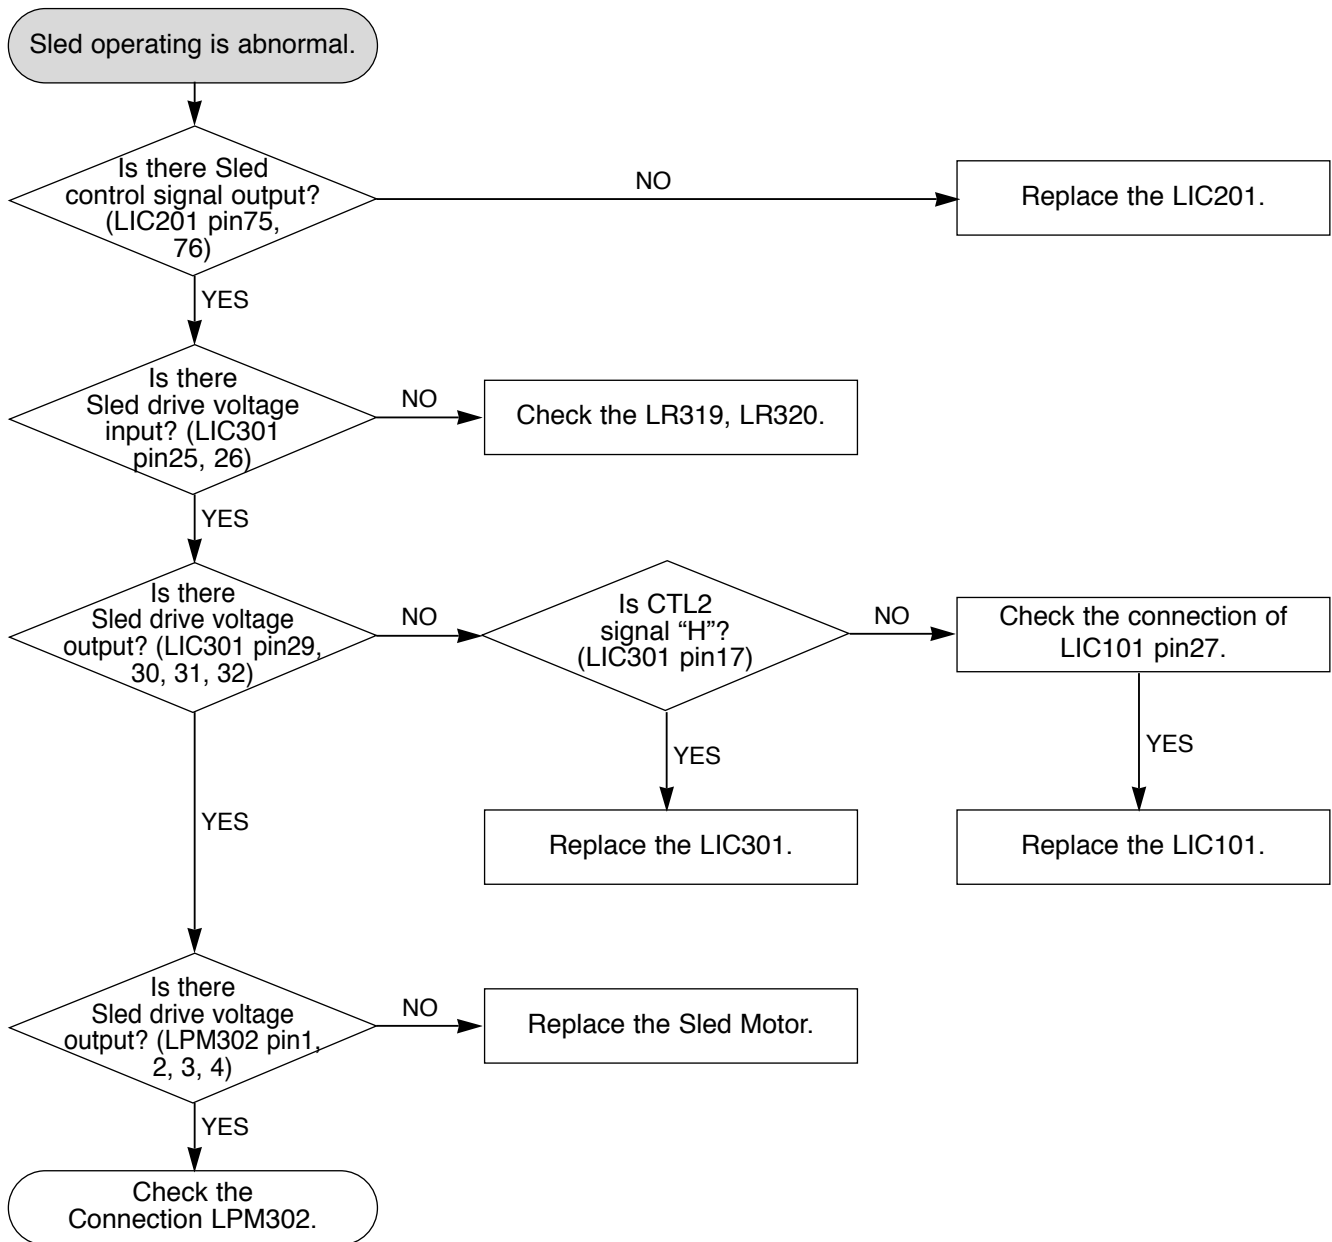 Sled operating is abnormal.
Is there Sled
control signal output?
(LIC201 pin75,
76)
NO
Replace the LIC201.
YES
Is there
Sled drive voltage
input? (LIC301
pin25, 26)
NO
Check the LR319, LR320.
YES
Is there
Sled drive voltage
output? (LIC301 pin29,
30, 31, 32)
NO
Is CTL2
signal “H”?
(LIC301 pin17)
NO
Check the connection of
LIC101 pin27.
YES
YES
YES
Replace the LIC301.
Replace the LIC101.
Is there
Sled drive voltage
output? (LPM302 pin1,
2, 3, 4)
NO
Replace the Sled Motor.
YES
Check the
Connection LPM302.